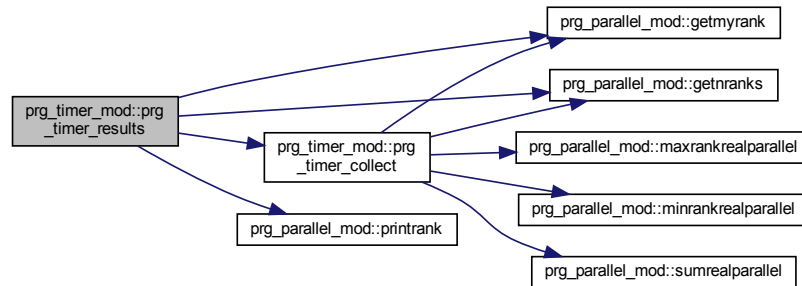 prg_parallel_mod::getmyrank
prg_timer_mod::prg
_timer_results
prg_parallel_mod::getnranks
prg_timer_mod::prg
_timer_collect
prg_parallel_mod::maxrankrealparallel
prg_parallel_mod::minrankrealparallel
prg_parallel_mod::printrank
prg_parallel_mod::sumrealparallel